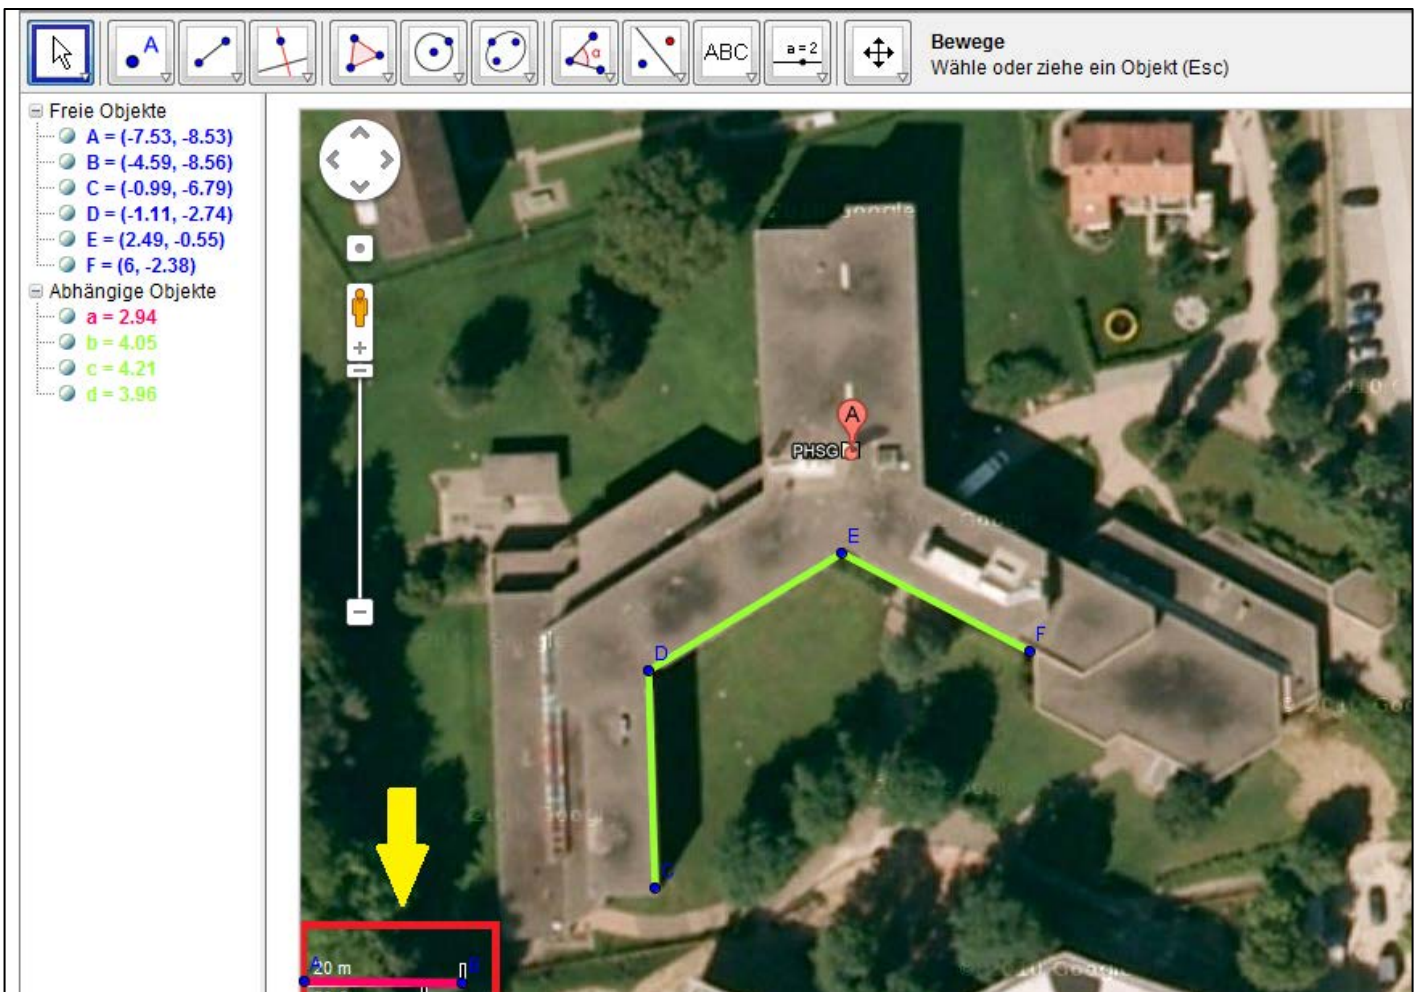 A
ABC
a=2
α
Bewege
Wähle oder ziehe ein Objekt (Esc)
Freie Objekte
A = (-7.53, -8.53)
B = (-4.59, -8.56)
C = (-0.99, -6.79)
D = (-1.11, -2.74)
E = (2.49, -0.55)
F = (6, -2.38)
Abhängige Objekte
a = 2.94
b = 4.05
c = 4.21
d = 3.96
A
PHSG
E
D
F
A
20 m